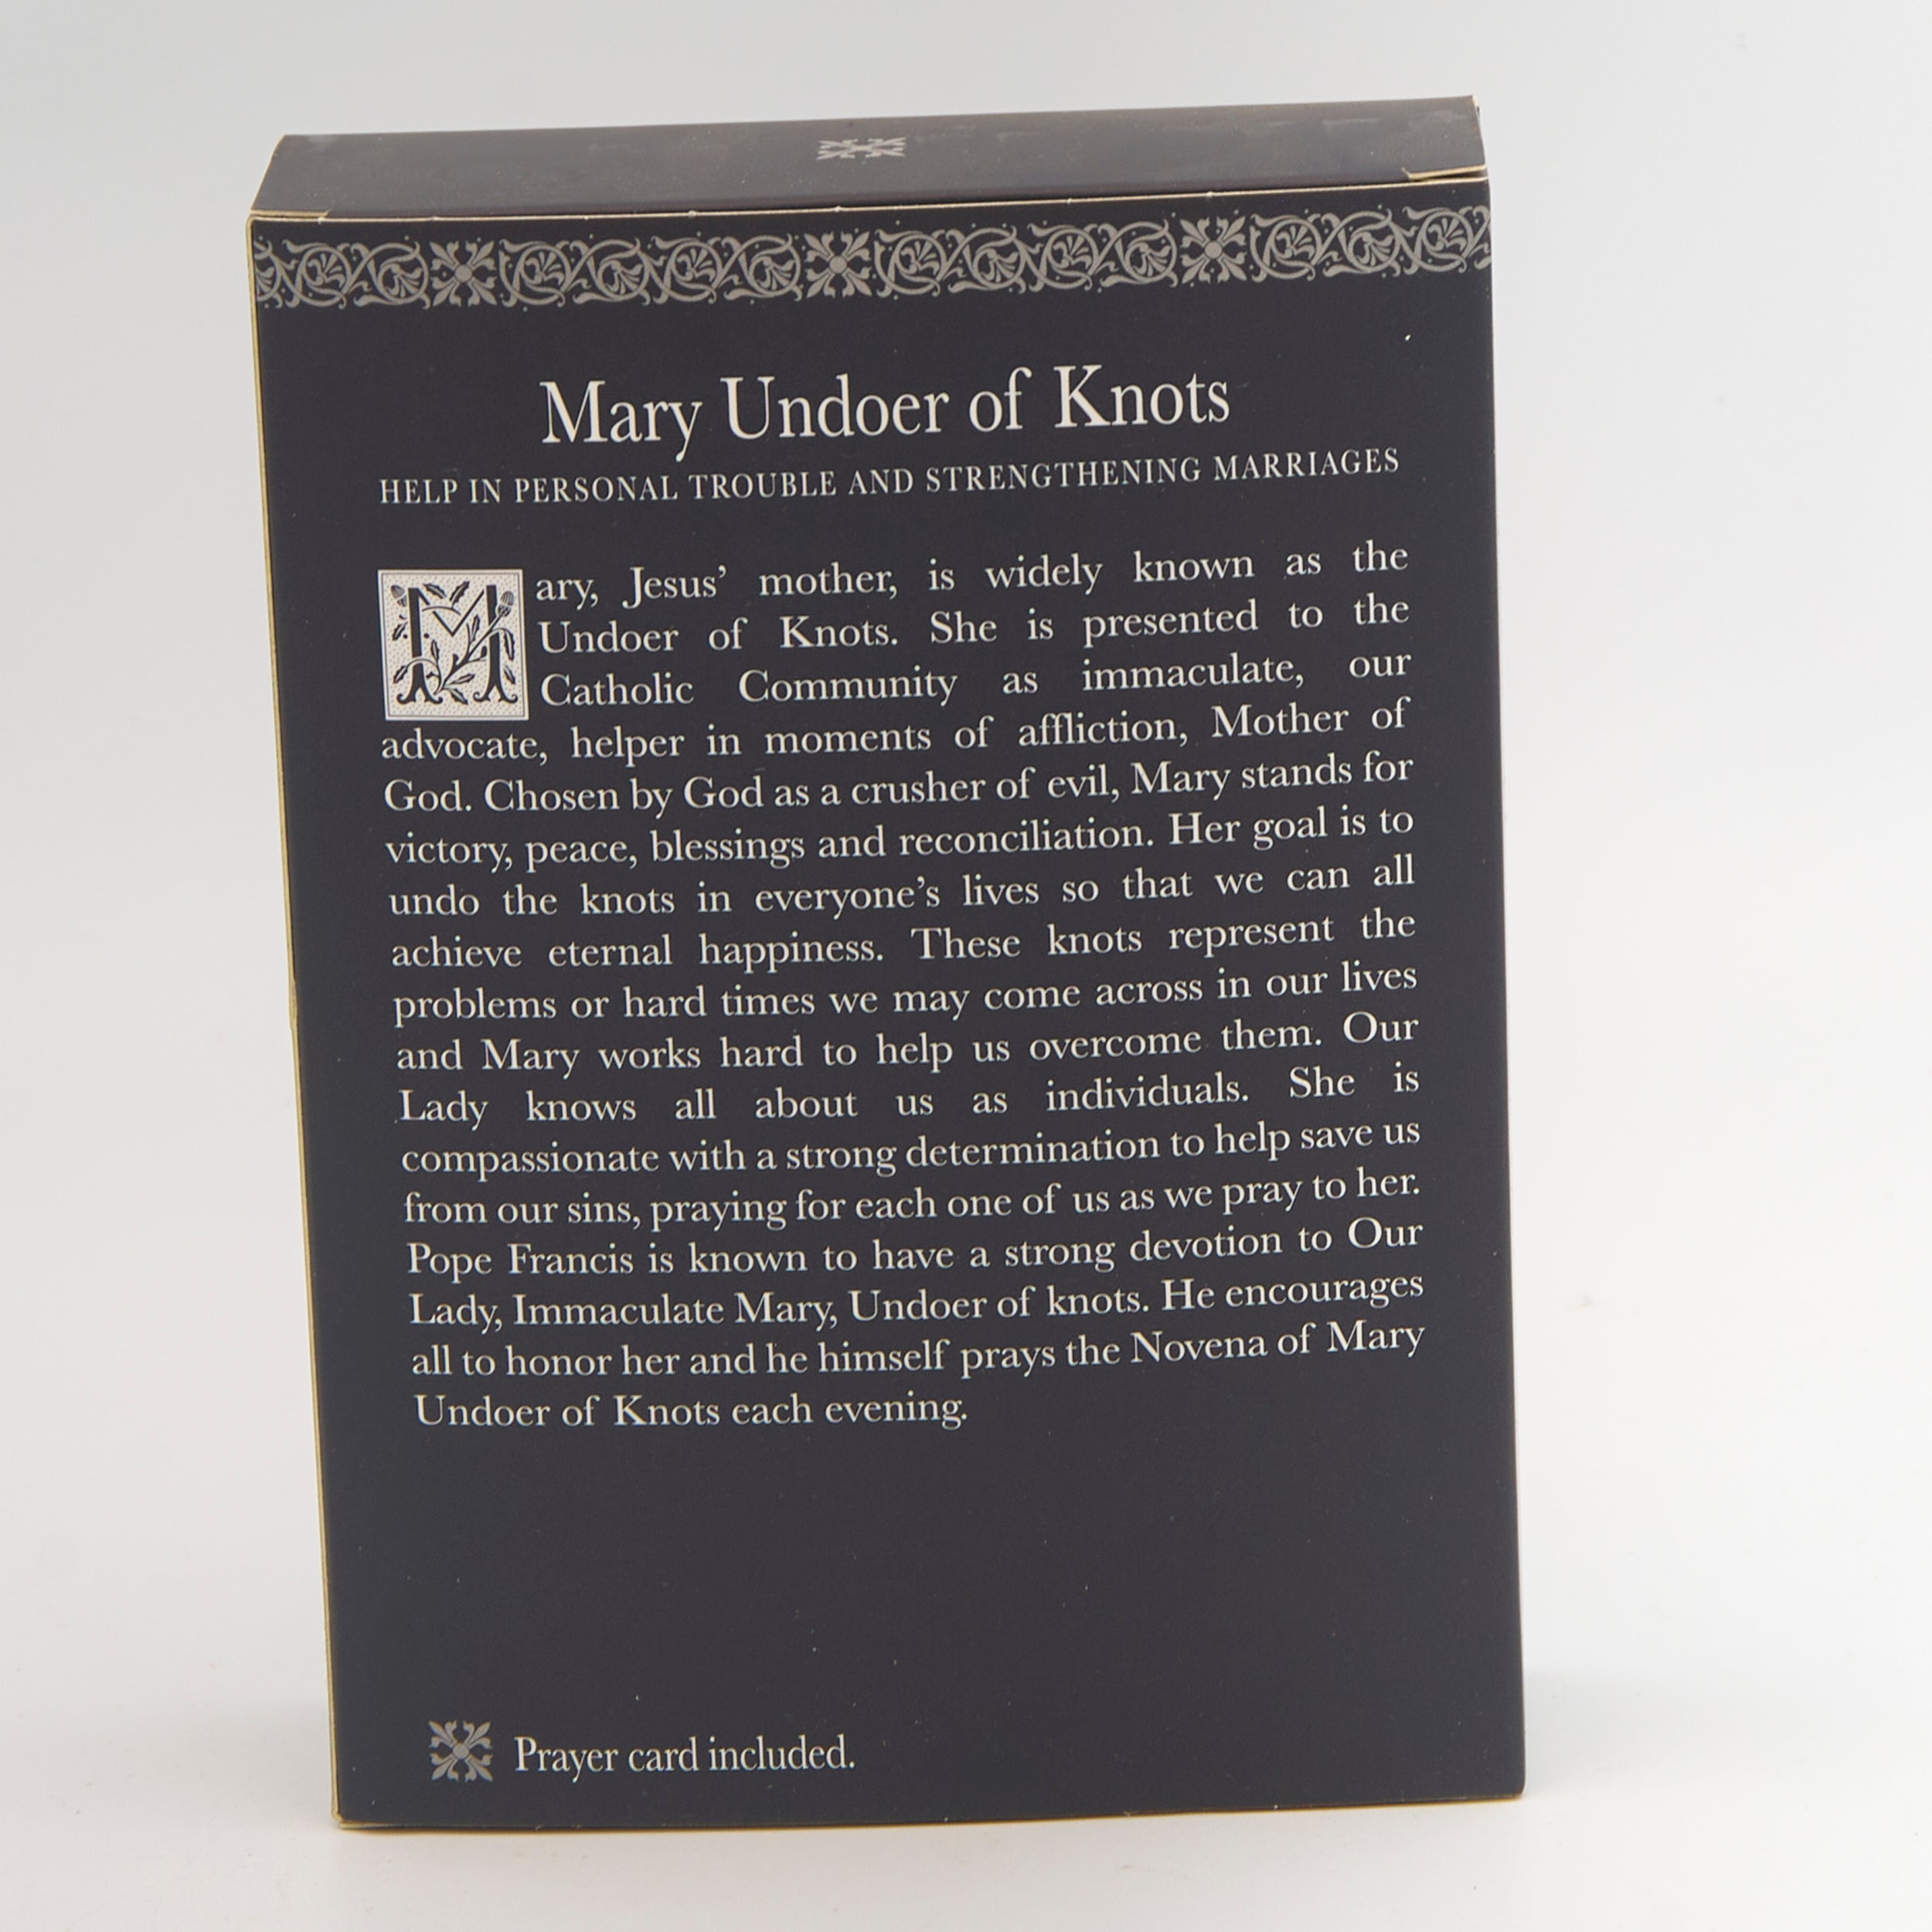 Mary Undoer of Knots
HELP IN PERSONAL TROUBLE AND STRENGTHENING MARRIAGES
Mary, Jesus’ mother, is widely known as the
Undoer of Knots. She is presented to the
Catholic Community as immaculate, our
advocate, helper in moments of affliction, Mother of
God. Chosen by God as a crusher of evil, Mary stands for
victory, peace, blessings and reconciliation. Her goal is to
undo the knots in everyone’s lives so that we can all
achieve eternal happiness. These knots represent the
problems or hard times we may come across in our lives
and Mary works hard to help us overcome them. Our
Lady knows all about us as individuals. She is
compassionate with a strong determination to help save us
from our sins, praying for each one of us as we pray to her.
Pope Francis is known to have a strong devotion to Our
Lady, Immaculate Mary, Undoer of knots. He encourages
all to honor her and he himself prays the Novena of Mary
Undoer of Knots each evening.
Prayer card included.